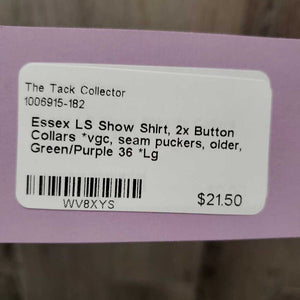 The Tack Collector
1006915-182
Essex LS Show Shirt, 2x Button
Collars *vgc, seam puckers, older,
Green/Purple 36 *Lg
WV8XYS
$21.50